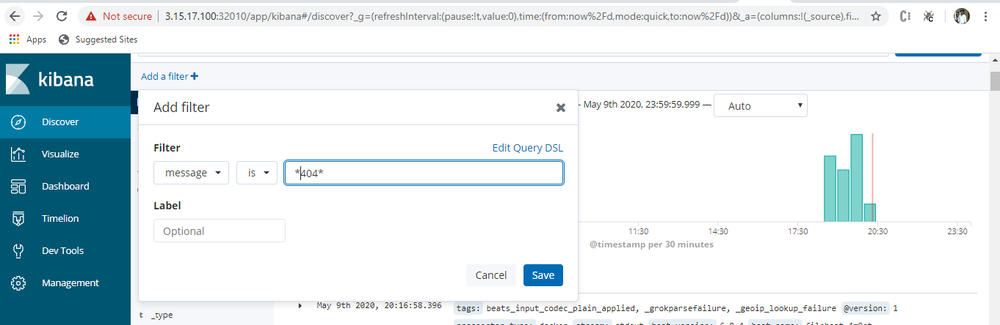 Not secure | 3.15.17.100:32010/app/kibana#/discover?_g=(refreshInterval:(pause:!t,value:0),time:(from:now%2Fd,mode:quick,to:now%2Fd))&_a=(columns:!(_source),fi...
Apps Suggested Sites
kibana
Add a filter +
Add filter
- May 9th 2020, 23:59:59.999 — Auto
Discover
Filter Edit Query DSL
Visualize
message is *404*
Dashboard
Label
Timelion
Optional
11:30 14:30 17:30 20:30 23:30
@timestamp per 30 minutes
Dev Tools
Cancel Save
Management
May 9th 2020, 20:16:58.396 tags: beats_input_codec_plain_applied, _grokparsefailure, _geoip_lookup_failure @version: 1
t _type